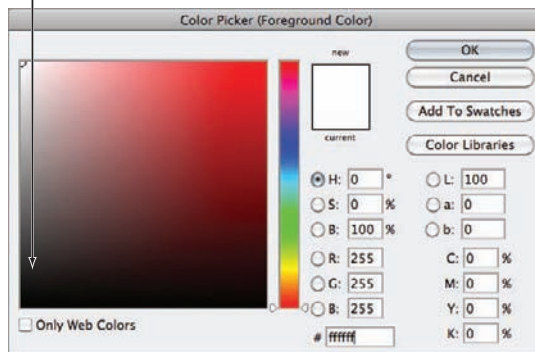 Color Picker (Foreground Color)
new
current
OK
Cancel
Add To Swatches
Color Libraries
H: 0 °
S: 0 %
B: 100 %
R: 255
G: 255
B: 255
# ffffff
L: 100
a: 0
b: 0
C: 0 %
M: 0 %
Y: 0 %
K: 0 %
Only Web Colors